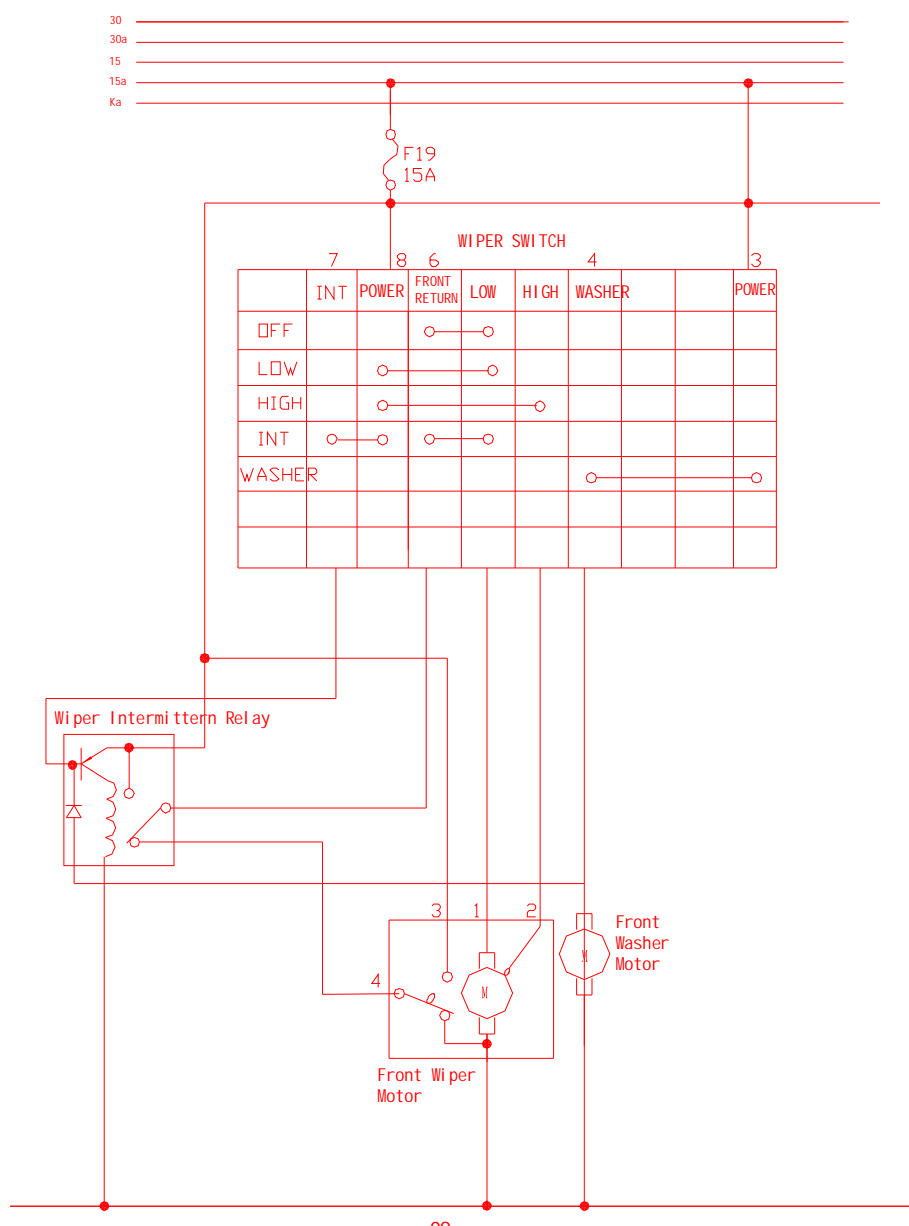 30
30a
15
15a
Ka
F19
15A
WIPER SWITCH
7 8 6 4 3
INT POWER FRONT RETURN LOW HIGH WASHER POWER
OFF
LOW
HIGH
INT
WASHER
Wiper Intermittern Relay
3 1 2
4
M
M
Front
Washer
Motor
Front Wiper
Motor